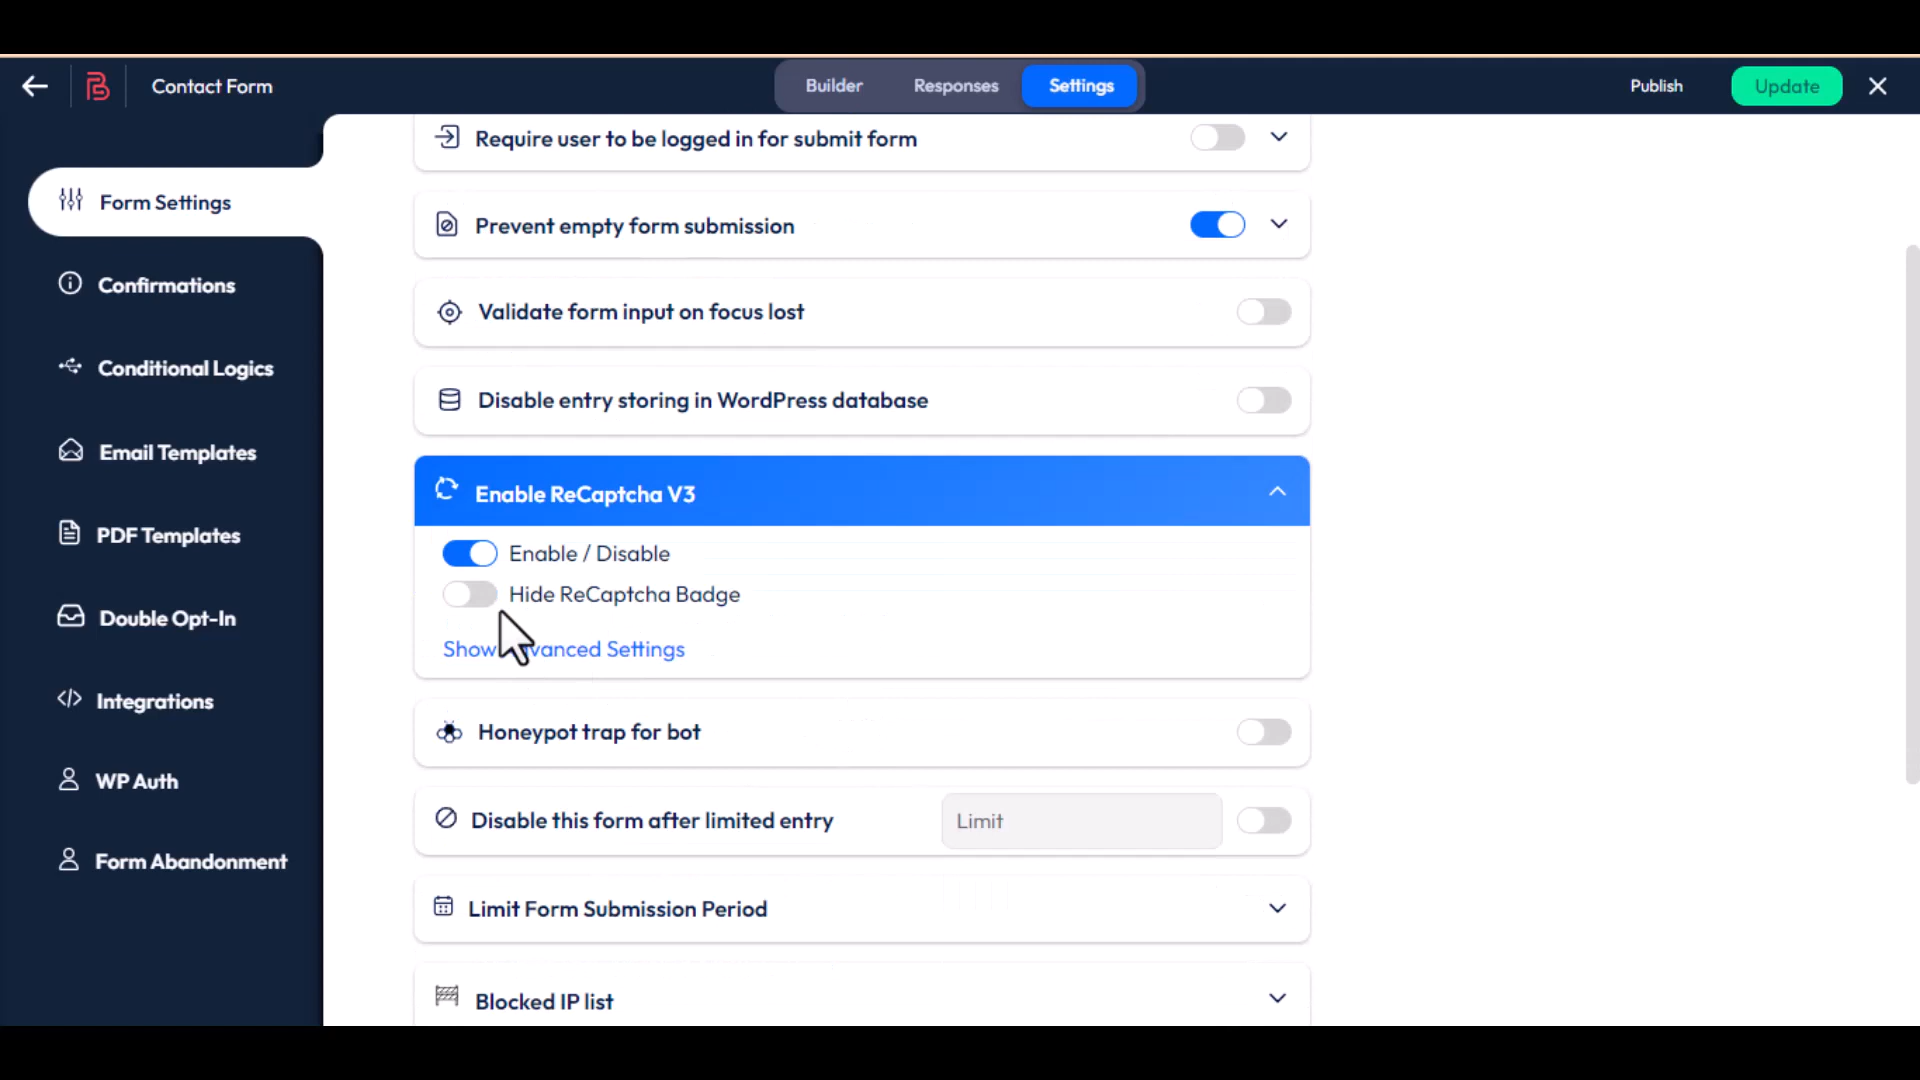 Contact Form
Builder
Responses
Settings
Publish
Update
Form Settings
Confirmations
Conditional Logics
Email Templates
PDF Templates
Double Opt-In
Integrations
WP Auth
Form Abandonment
Require user to be logged in for submit form
Prevent empty form submission
Validate form input on focus lost
Disable entry storing in WordPress database
Enable ReCaptcha V3
Enable / Disable
Hide ReCaptcha Badge
Show Advanced Settings
Honeypot trap for bot
Disable this form after limited entry
Limit
Limit Form Submission Period
Blocked IP list